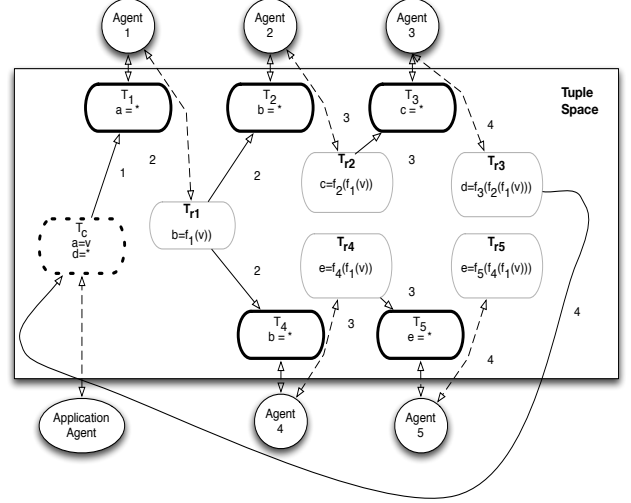 Agent
1
Agent
2
Agent
3
Tuple
Space
T1
a = *
T2
b = *
T3
c = *
3
4
1
2
2
3
Tr1
b=f1(v))
Tr2
c=f2(f1(v))
Tr3
d=f3(f2(f1(v)))
Tc
a=v
d=*
Tr4
e=f4(f1(v))
Tr5
e=f5(f4(f1(v)))
2
3
4
T4
b = *
3
T5
e = *
4
Application
Agent
Agent
4
Agent
5